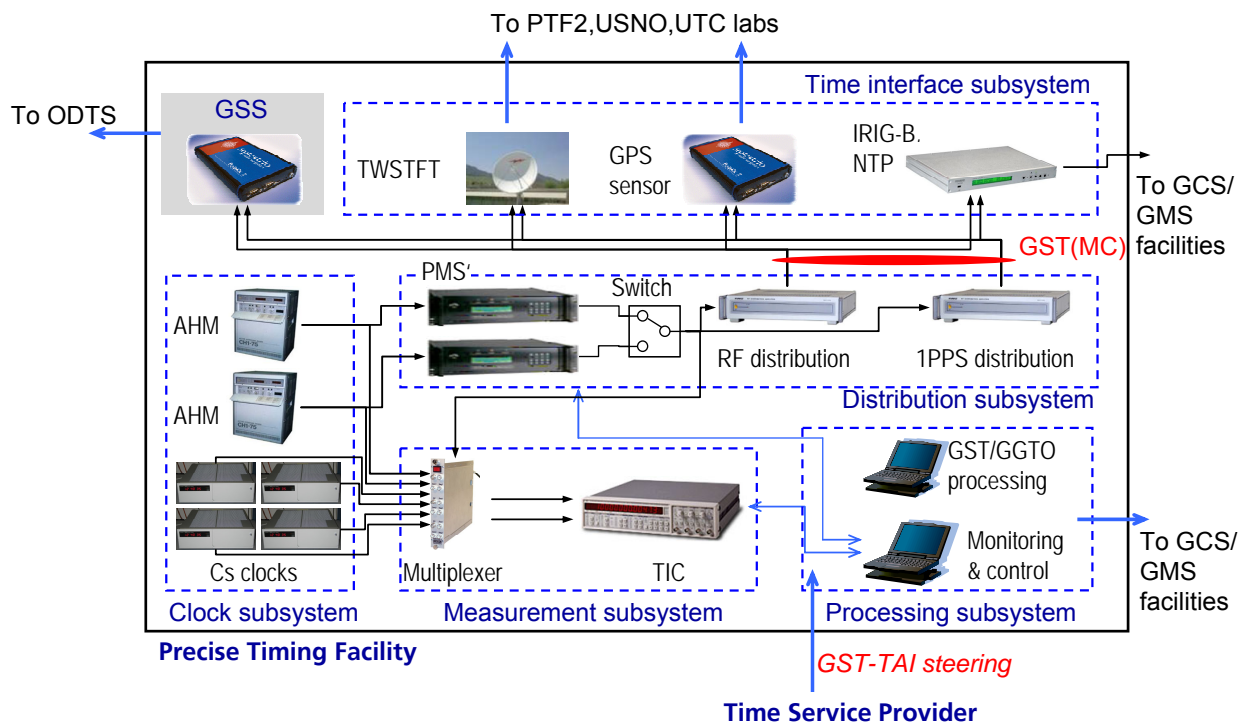 To PTF2,USNO,UTC labs
Time interface subsystem
To ODTS
GSS
TWSTFT
GPS
sensor
IRIG-B.
NTP
To GCS/
GMS
facilities
GST(MC)
PMS'
Switch
AHM
RF distribution
1PPS distribution
AHM
Distribution subsystem
GST/GGTO
processing
Monitoring
& control
To GCS/
GMS
facilities
Cs clocks
Multiplexer
TIC
Clock subsystem
Measurement subsystem
Processing subsystem
Precise Timing Facility
GST-TAI steering
Time Service Provider